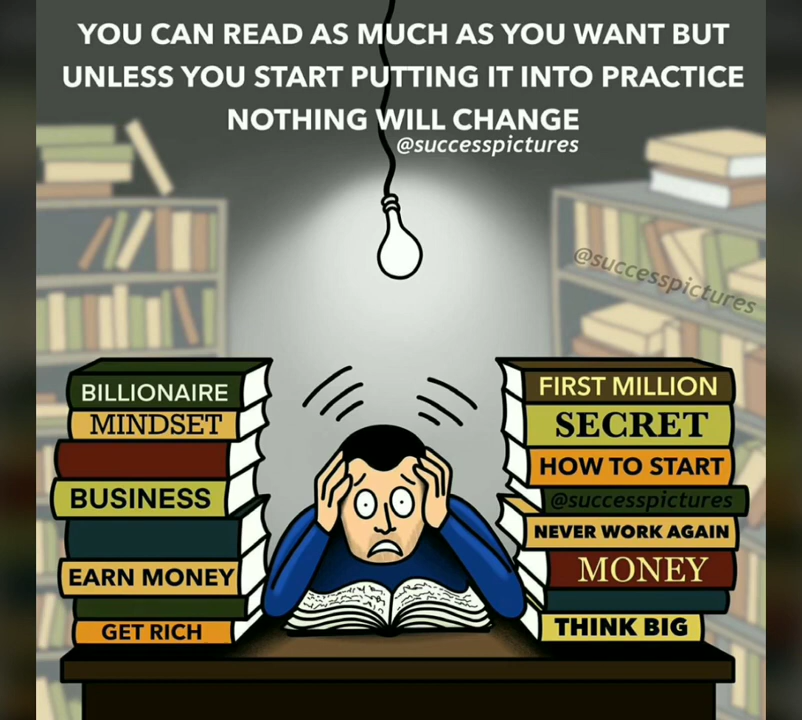 YOU CAN READ AS MUCH AS YOU WANT BUT
UNLESS YOU START PUTTING IT INTO PRACTICE
NOTHING WILL CHANGE
@successpictures
@successpictures
BILLIONAIRE
MINDSET
BUSINESS
EARN MONEY
GET RICH
FIRST MILLION
SECRET
HOW TO START
@successpictures
NEVER WORK AGAIN
MONEY
THINK BIG